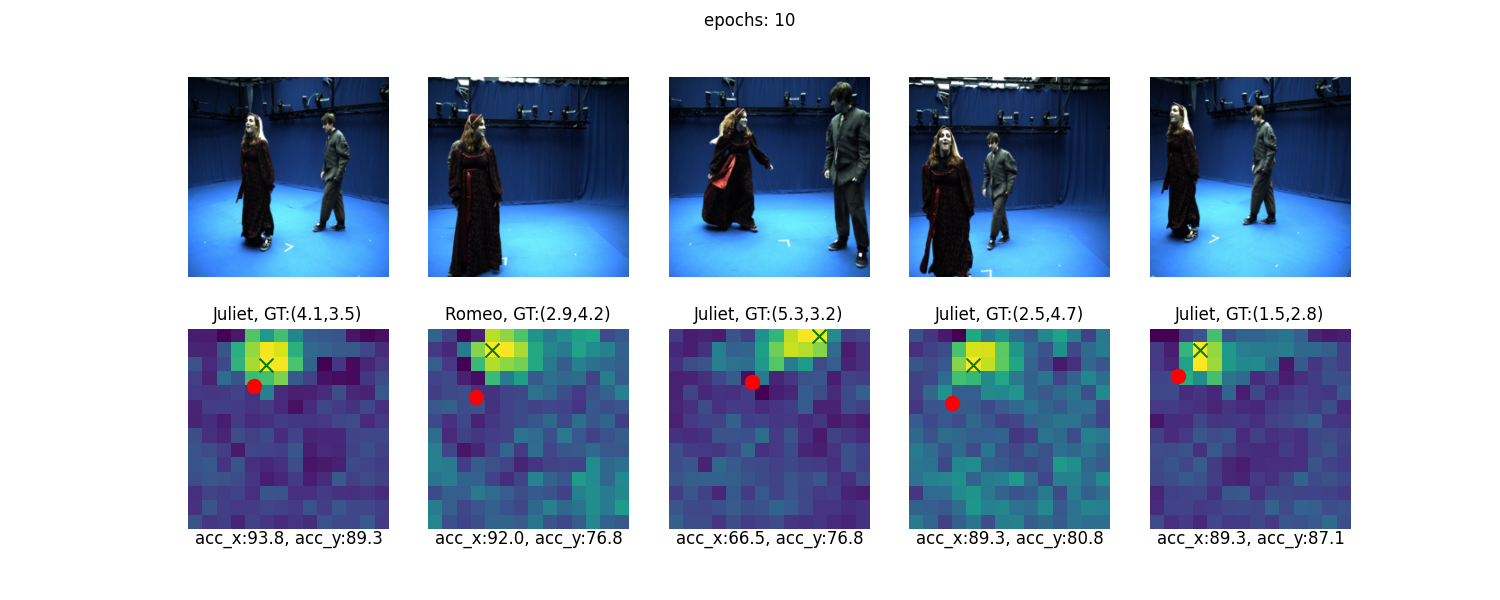 epochs: 10
Juliet, GT:(4.1,3.5)
Romeo, GT:(2.9,4.2)
Juliet, GT:(5.3,3.2)
Juliet, GT:(2.5,4.7)
Juliet, GT:(1.5,2.8)
acc_x:93.8, acc_y:89.3
acc_x:92.0, acc_y:76.8
acc_x:66.5, acc_y:76.8
acc_x:89.3, acc_y:80.8
acc_x:89.3, acc_y:87.1